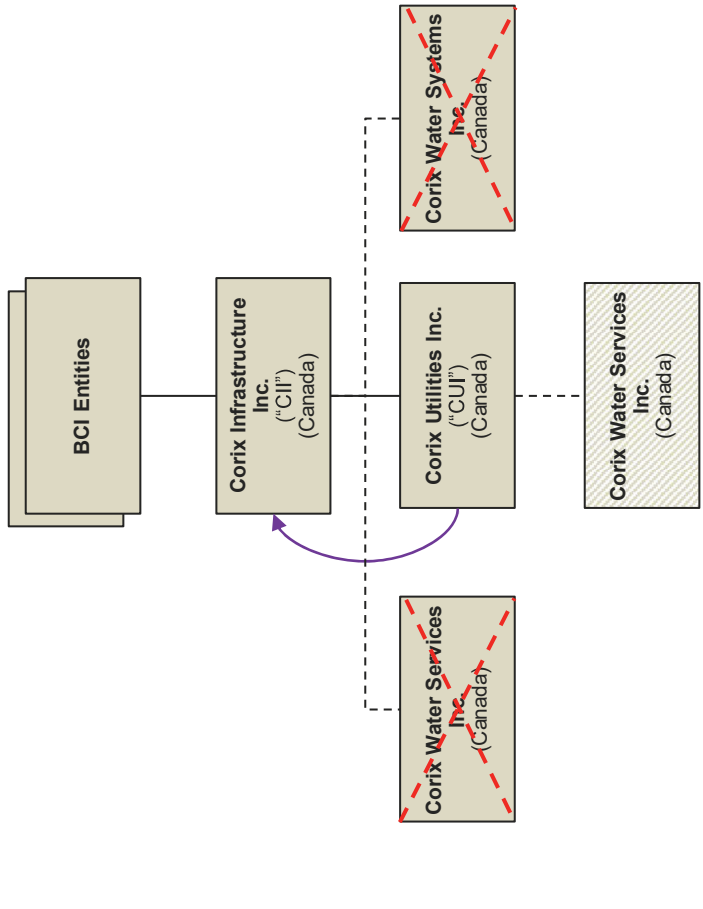 BCI Entities
Corix Infrastructure
Inc.
(“CII”)
(Canada)
Corix Water Services
Inc.
(Canada)
Corix Utilities Inc.
(“CUI”)
(Canada)
Corix Water Systems
Inc.
(Canada)
Corix Water Services
Inc.
(Canada)